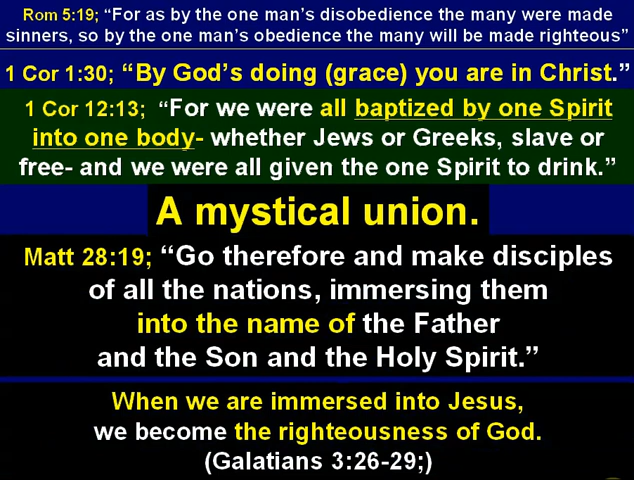 Rom 5:19; “For as by the one man’s disobedience the many were made
sinners, so by the one man’s obedience the many will be made righteous”
1 Cor 1:30; “By God’s doing (grace) you are in Christ.”
1 Cor 12:13; “For we were all baptized by one Spirit
into one body- whether Jews or Greeks, slave or
free- and we were all given the one Spirit to drink.”
A mystical union.
Matt 28:19; “Go therefore and make disciples
of all the nations, immersing them
into the name of the Father
and the Son and the Holy Spirit.”
When we are immersed into Jesus,
we become the righteousness of God.
(Galatians 3:26-29;)